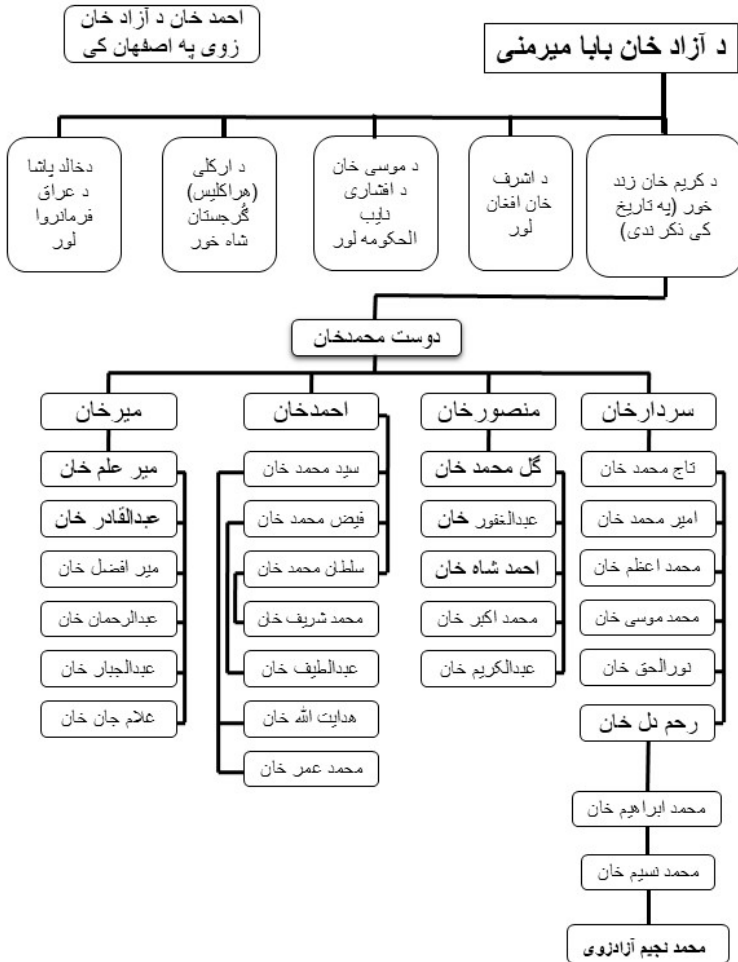 احمد خان د آزاد خان
زوی په اصفهان کی
د آزاد خان بابا میرمنی
د کریم خان زند
خور (په تاریخ
کی ذکر ندی)
د اشرف
خان افغان
لور
د موسی خان
د افشاری
نایب
الحکومه لور
د ارکلی
(هراکلیس)
گرجستان
شاه خور
دخالد پاشا
د عراق
فرمانروا
لور
دوست محمدخان
سردارخان
منصورخان
احمدخان
میرخان
تاج محمد خان
امیر محمد خان
محمد اعظم خان
محمد موسی خان
نورالحق خان
رحم دل خان
محمد ابراهیم خان
محمد نسیم خان
محمد نجیم آزادزوی
گل محمد خان
عبدالغفور خان
احمد شاه خان
محمد اکبر خان
عبدالکریم خان
سید محمد خان
فیض محمد خان
سلطان محمد خان
محمد شریف خان
عبدالطیف خان
هدایت الله خان
محمد عمر خان
میر علم خان
عبدالقادر خان
میر افضل خان
عبدالرحمان خان
عبدالجبار خان
غلام جان خان